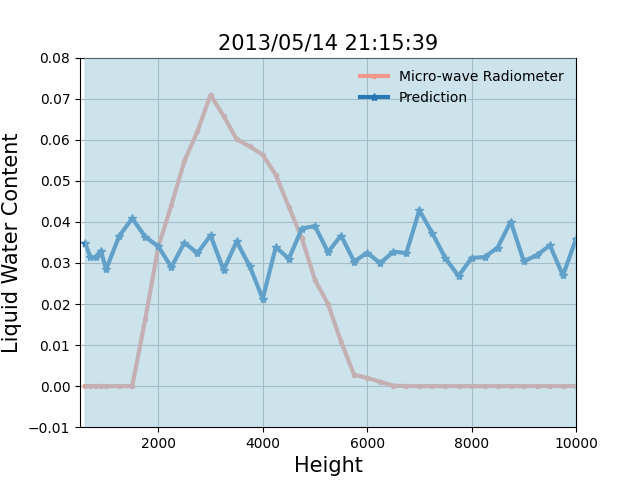 2013/05/14 21:15:39
Micro-wave Radiometer
Prediction
Liquid Water Content
0.08
0.07
0.06
0.05
0.04
0.03
0.02
0.01
0.00
−0.01
2000 4000 6000 8000 10000
Height